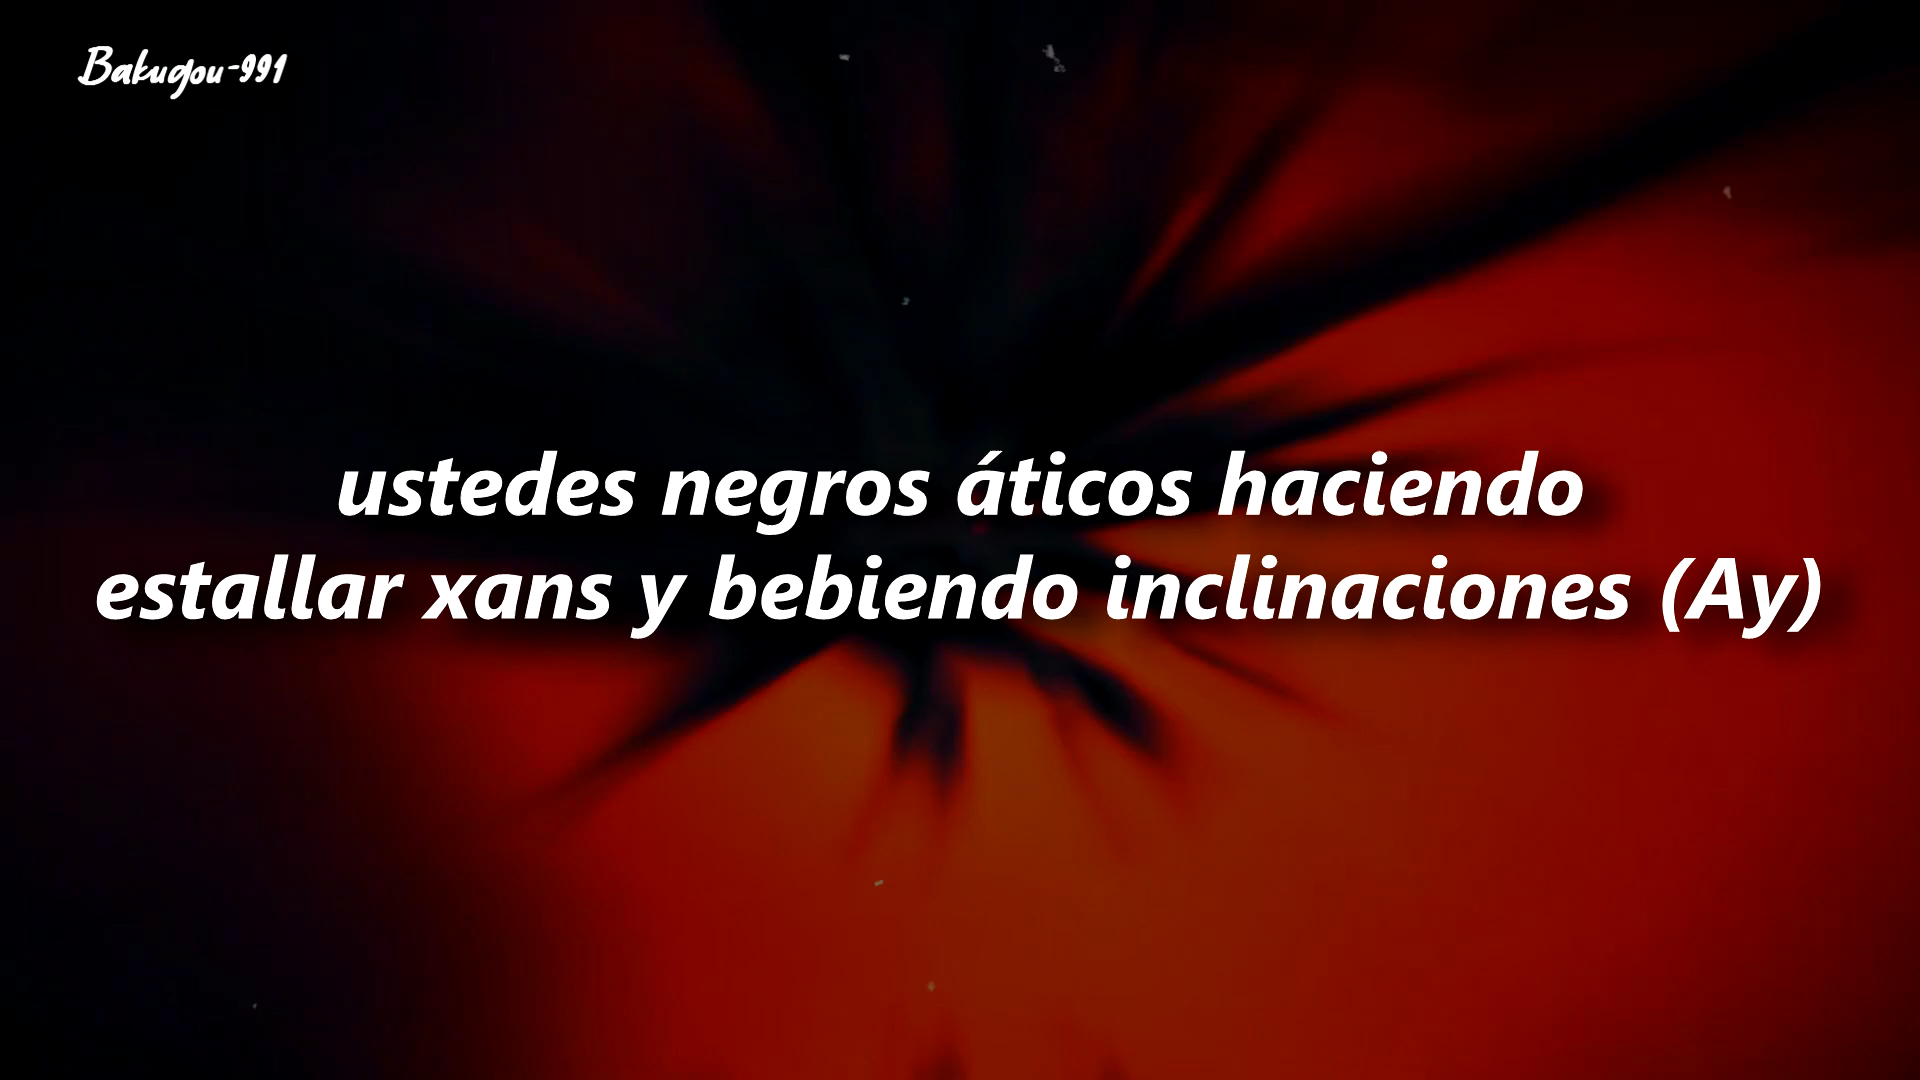 Bakugou-991
ustedes negros áticos haciendo
estallar xans y bebiendo inclinaciones (Ay)